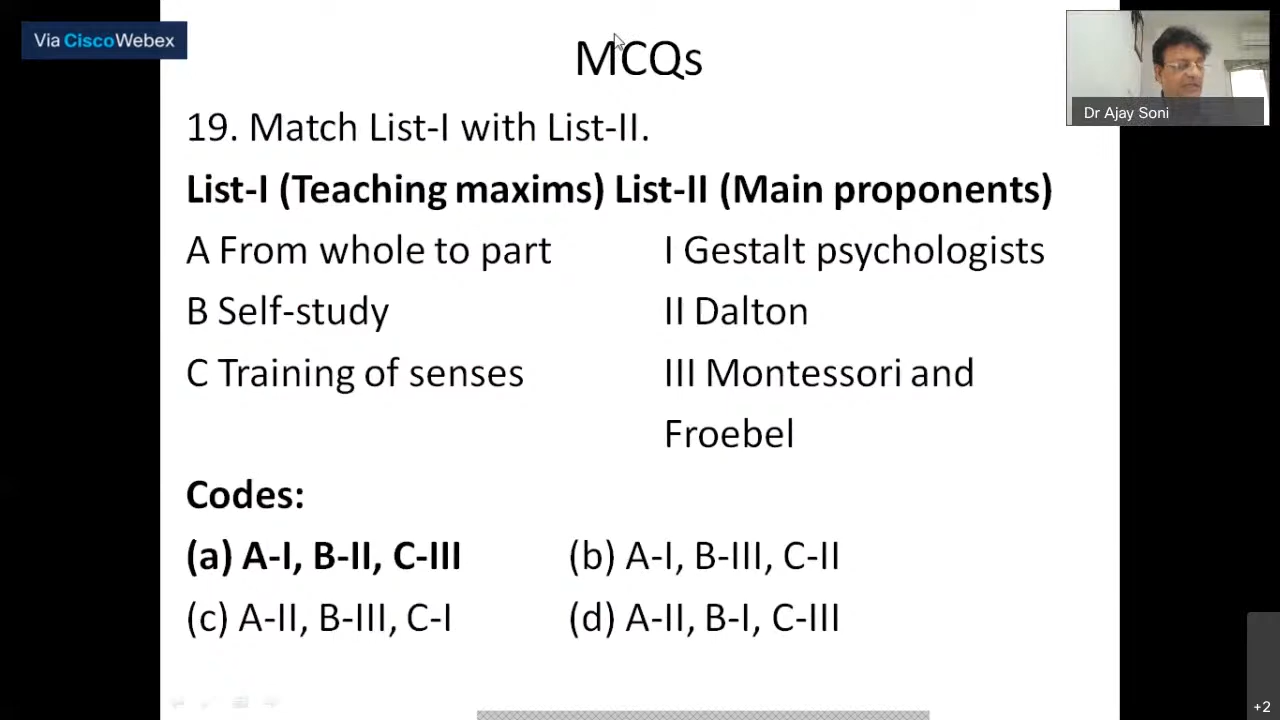 Via CiscoWebex
MCQs
Dr Ajay Soni
19. Match List-I with List-II.
List-I (Teaching maxims) List-II (Main proponents)
A From whole to part I Gestalt psychologists
B Self-study II Dalton
C Training of senses III Montessori and
Froebel
Codes:
(a) A-I, B-II, C-III (b) A-I, B-III, C-II
(c) A-II, B-III, C-I (d) A-II, B-I, C-III
+2